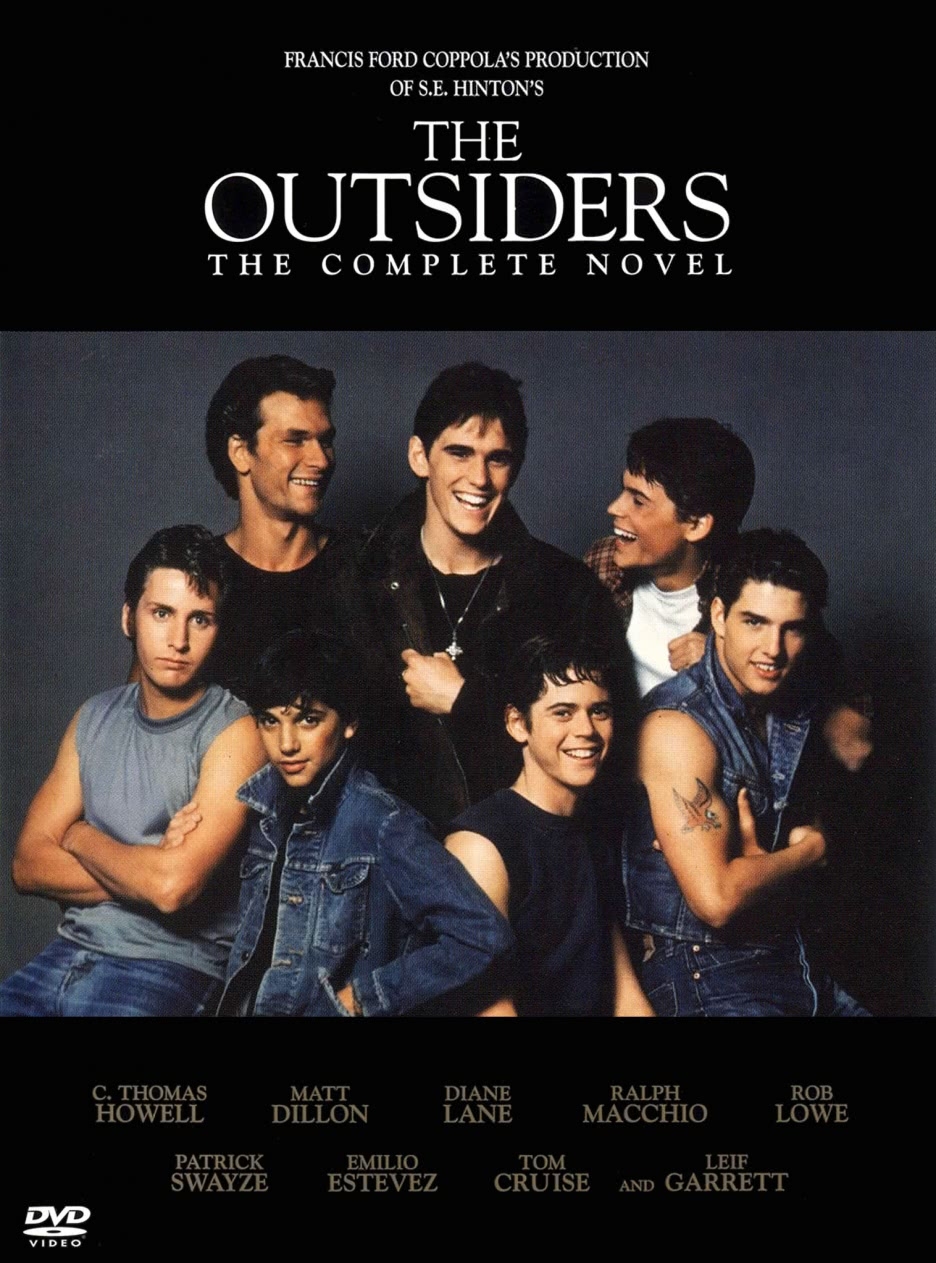 FRANCIS FORD COPPOLA'S PRODUCTION
OF S.E. HINTON'S
THE
OUTSIDERS
THE COMPLETE NOVEL
C. THOMAS HOWELL
MATT DILLON
DIANE LANE
RALPH MACCHIO
ROB LOWE
PATRICK SWAYZE
EMILIO ESTEVEZ
TOM CRUISE
AND LEIF GARRETT
DVD
VIDEO